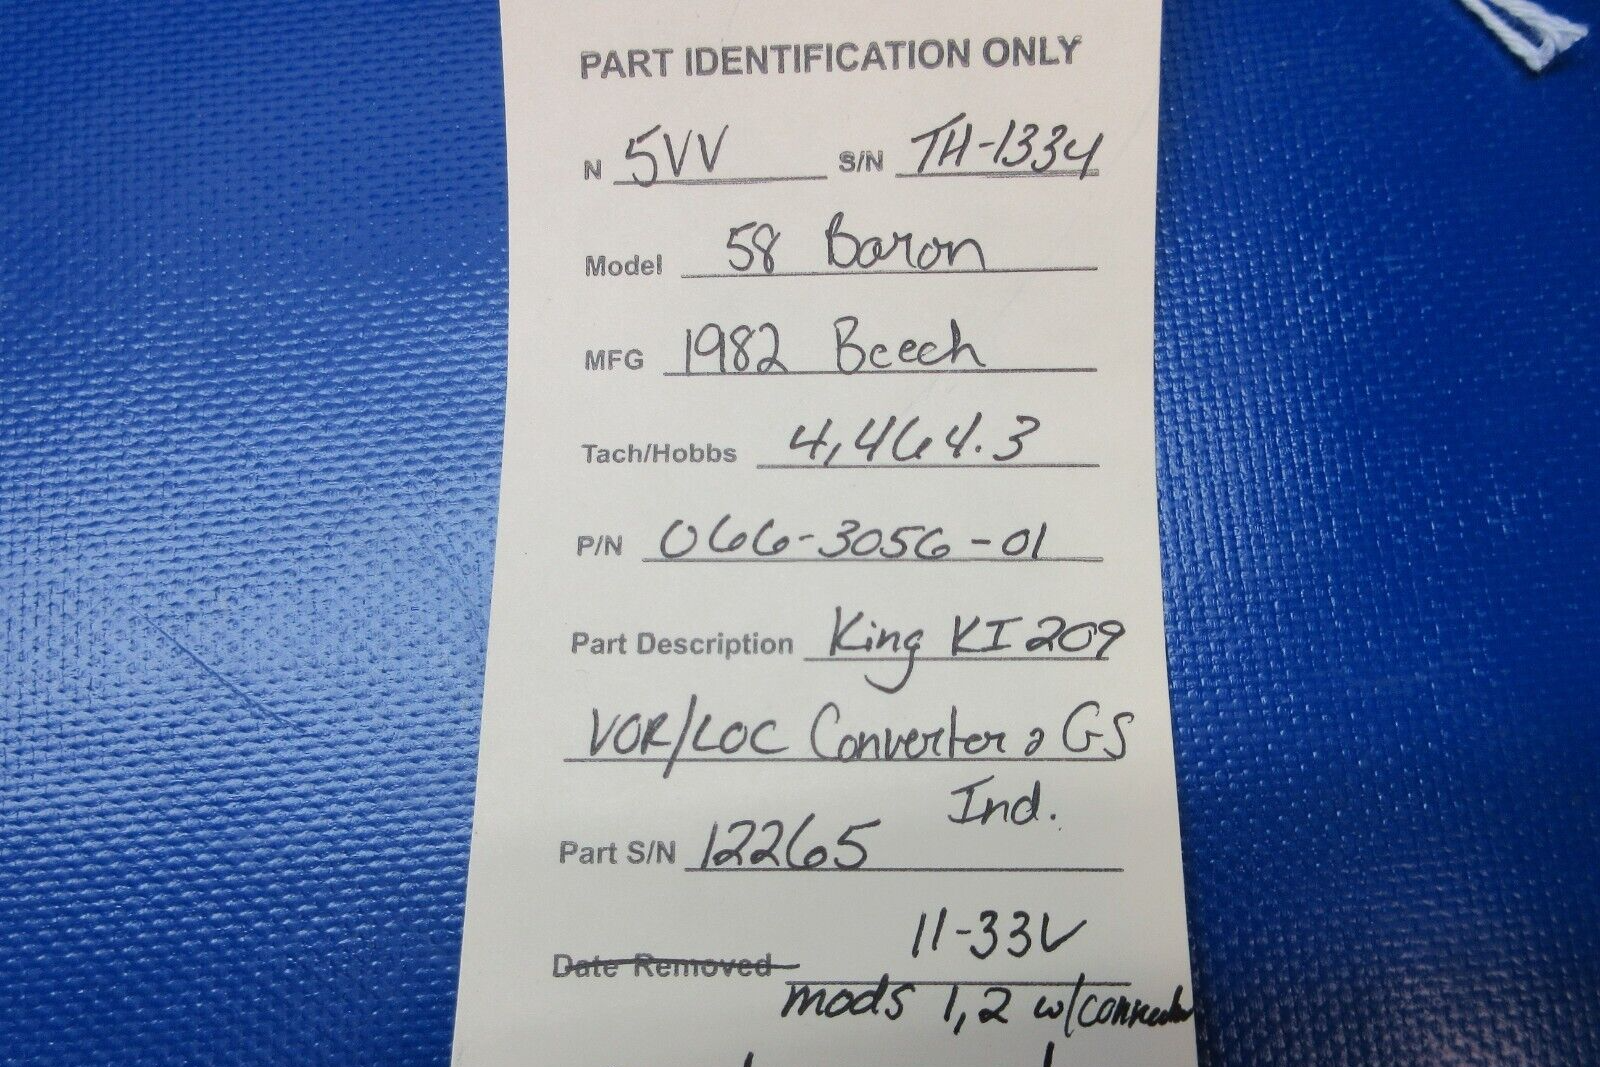 PART IDENTIFICATION ONLY
N 5VV S/N TH-1334
Model 58 Baron
MFG 1982 Beech
Tach/Hobbs 4,464.3
P/N 066-3056-01
Part Description King KI 209
VOR/LOC Converter & GS
Ind.
Part S/N 12265
11-33V
Date Removed
mods 1,2 w/connector